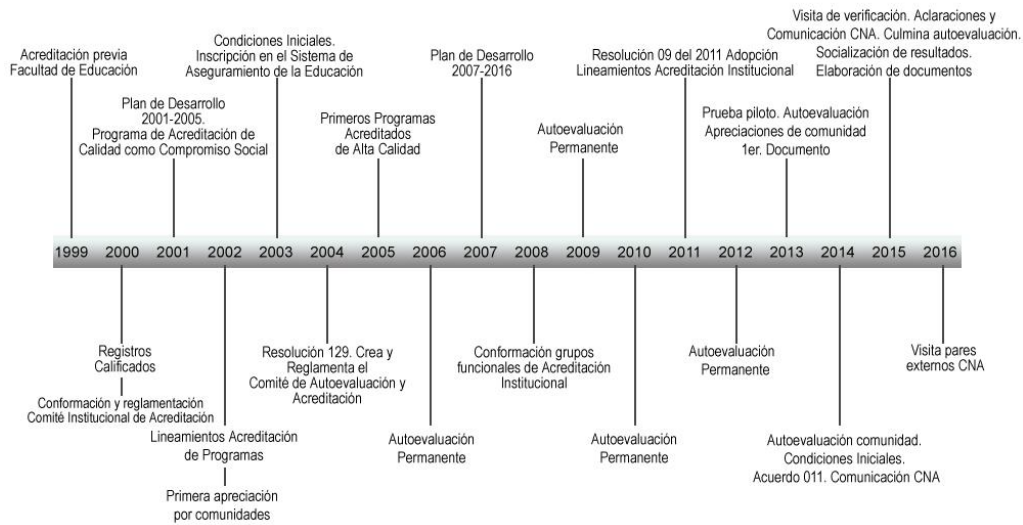 Visita de verificación. Aclaraciones y
Comunicación CNA. Culmina autoevaluación.
Socialización de resultados.
Elaboración de documentos
Acreditación previa
Facultad de Educación
Condiciones Iniciales.
Inscripción en el Sistema de
Aseguramiento de la Educación
Plan de Desarrollo
2007-2016
Resolución 09 del 2011 Adopción
Lineamientos Acreditación Institucional
Plan de Desarrollo
2001-2005.
Programa de Acreditación de
Calidad como Compromiso Social
Primeros Programas
Acreditados
de Alta Calidad
Autoevaluación
Permanente
Prueba piloto. Autoevaluación
Apreciaciones de comunidad
1er. Documento
1999 2000 2001 2002 2003 2004 2005 2006 2007 2008 2009 2010 2011 2012 2013 2014 2015 2016
Registros
Calificados
Conformación y reglamentación
Comité Institucional de Acreditación
Lineamientos Acreditación
de Programas
Primera apreciación
por comunidades
Resolución 129. Crea y
Reglamenta el
Comité de Autoevaluación y
Acreditación
Autoevaluación
Permanente
Conformación grupos
funcionales de Acreditación
Institucional
Autoevaluación
Permanente
Autoevaluación
Permanente
Autoevaluación comunidad.
Condiciones Iniciales.
Acuerdo 011. Comunicación CNA
Visita pares
externos CNA